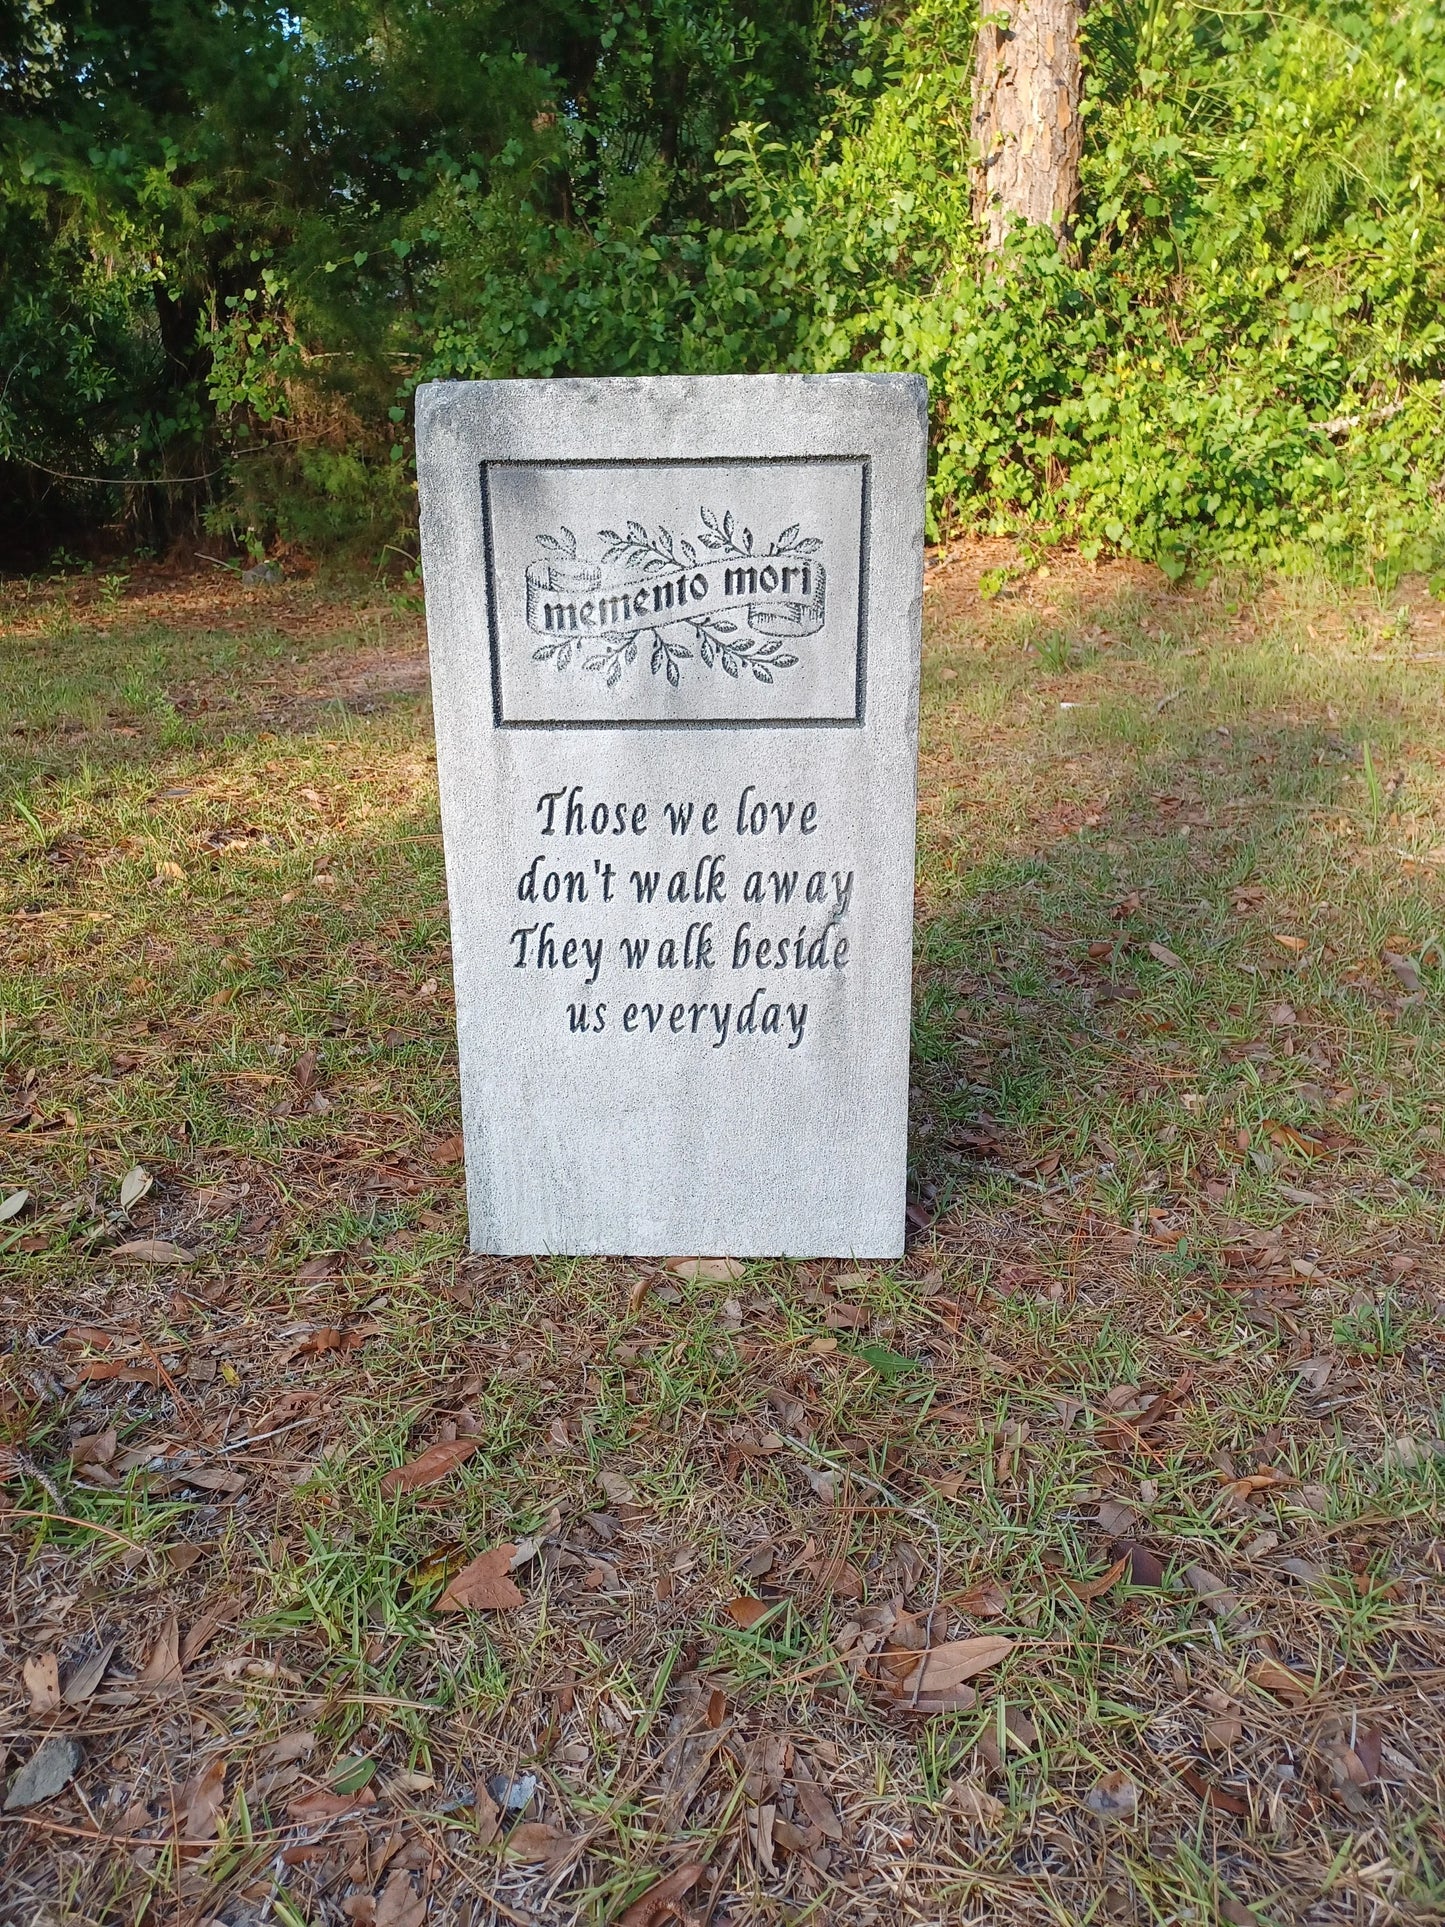 memento mori
Those we love
don't walk away
They walk beside
us everyday